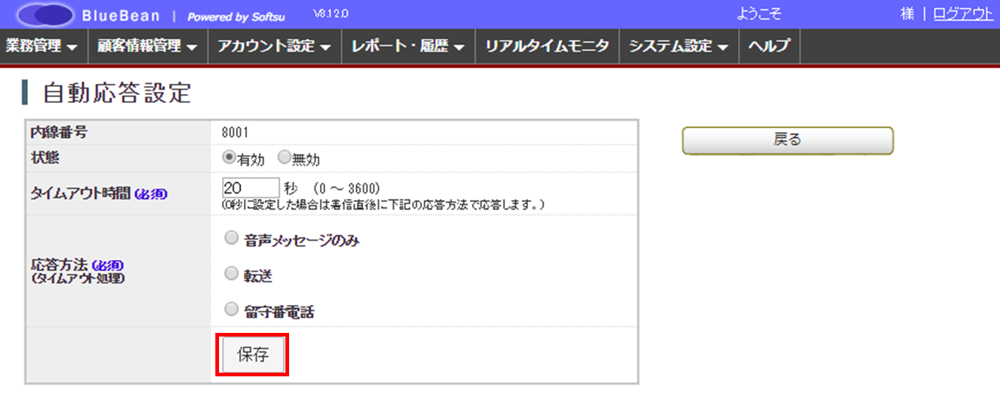 BlueBean | Powered by Softsu V8.12.0 ようこそ 様 | ログアウト
業務管理 ▼ 顧客情報管理 ▼ アカウント設定 ▼ レポート・履歴 ▼ リアルタイムモニタ システム設定 ▼ ヘルプ
自動応答設定
内線番号 8001
戻る
状態 有効 無効
タイムアウト時間 (必須) 20 秒 (0 ～ 3600)
(0秒に設定した場合は着信直後に下記の応答方法で応答します。)
応答方法 (必須)
(タイムアウト処理)
音声メッセージのみ
転送
留守番電話
保存